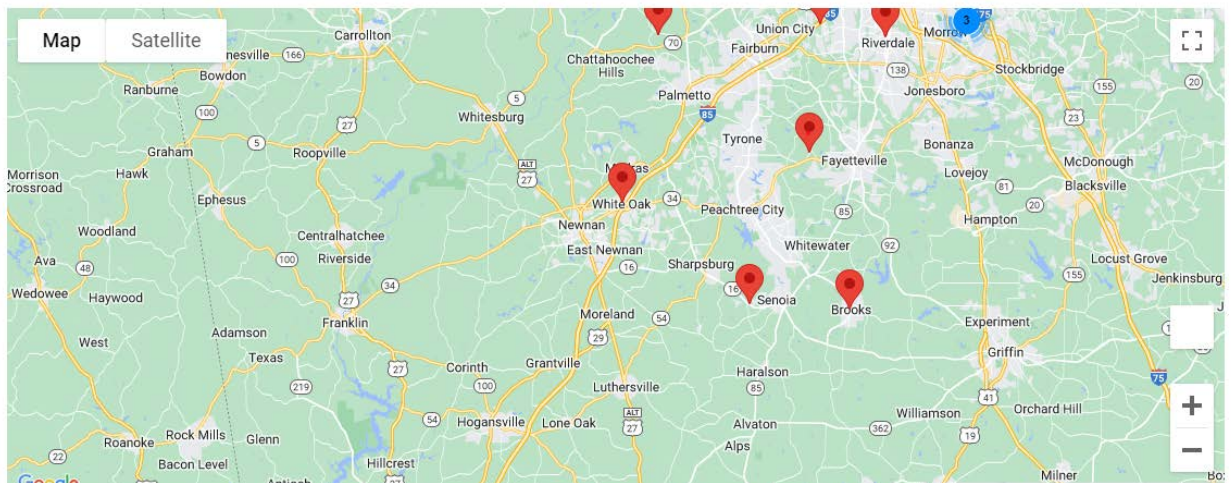 Map
Satellite
Carrollton
Union City
Riverdale
Morrow
3
75
166
Bowdon
Ranburne
Chattahoochee
Hills
70
Fairburn
138
Stockbridge
20
Palmetto
Jonesboro
155
100
5
27
Whitesburg
85
23
Tyrone
Graham
5
Roopville
ALT
27
Fayetteville
Bonanza
McDonough
Morrison
Crossroad
Hawk
Lovejoy
Blacksville
81
20
Ephesus
White Oak
34
Peachtree City
85
Hampton
Newnan
Woodland
Centralhatchee
Riverside
East Newnan
Whitewater
92
Ava
48
100
16
Sharpsburg
155
Locust Grove
Jenkinsburg
Wedowee
Haywood
34
27
16
Senoia
Brooks
Franklin
Moreland
54
Experiment
Adamson
West
Texas
29
Griffin
Corinth
Grantville
Haralson
75
219
27
100
Luthersville
85
41
54
Hogansville
Lone Oak
ALT
27
Alvaton
Williamson
Orchard Hill
362
19
Roanoke
Rock Mills
Glenn
Alps
22
Bacon Level
Hillcrest
Milner
Google